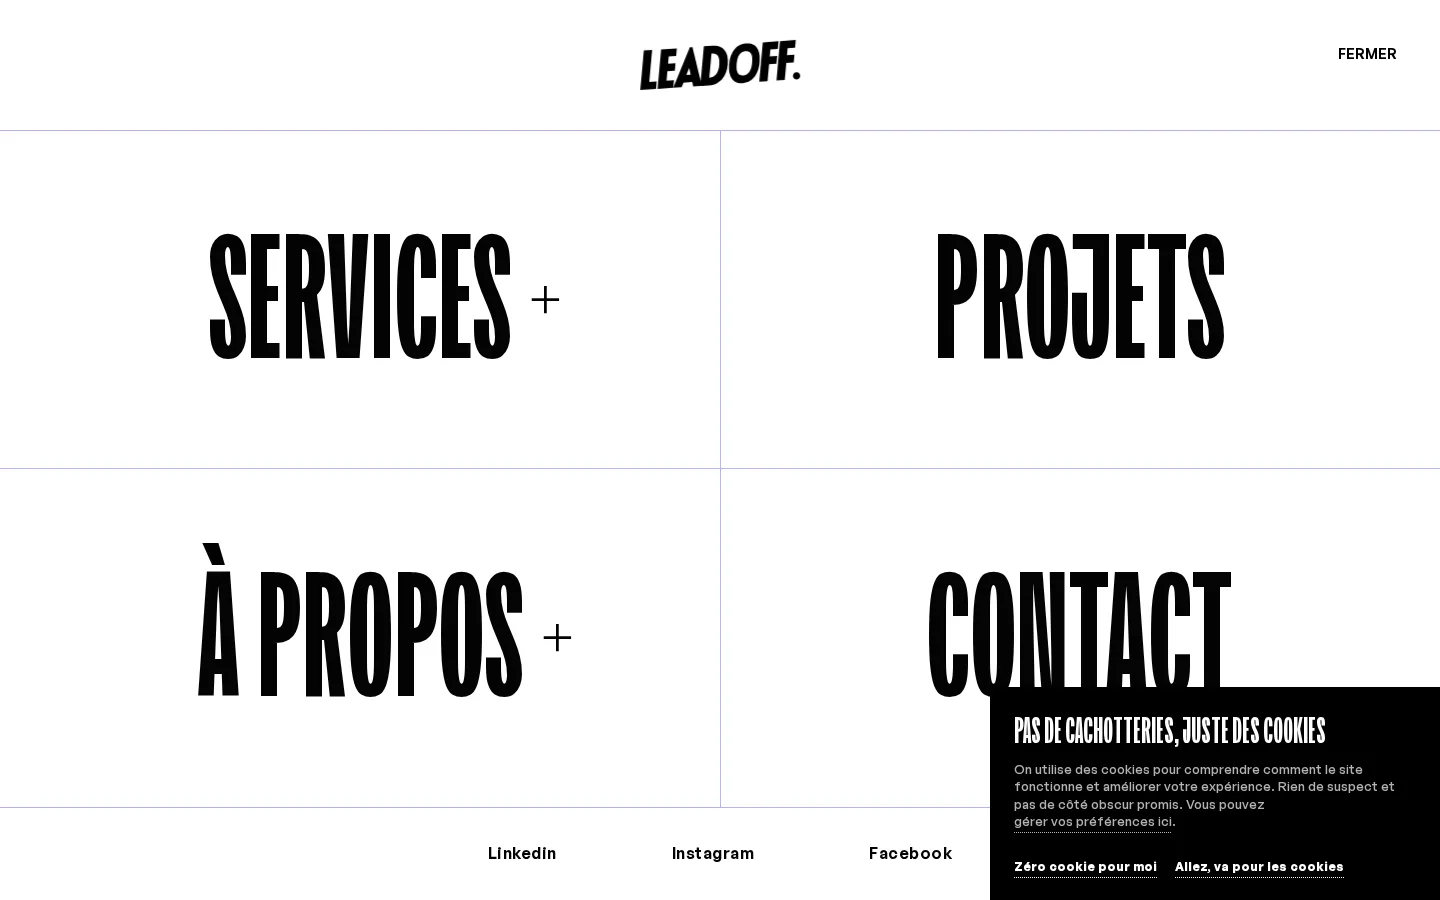 LEADOFF.
FERMER
SERVICES +
PROJETS
À PROPOS +
CONTACT
PAS DE CACHOTTERIES, JUSTE DES COOKIES
On utilise des cookies pour comprendre comment le site
fonctionne et améliorer votre expérience. Rien de suspect et
pas de côté obscur promis. Vous pouvez
gérer vos préférences ici.
Zéro cookie pour moi
Allez, va pour les cookies
Linkedin
Instagram
Facebook